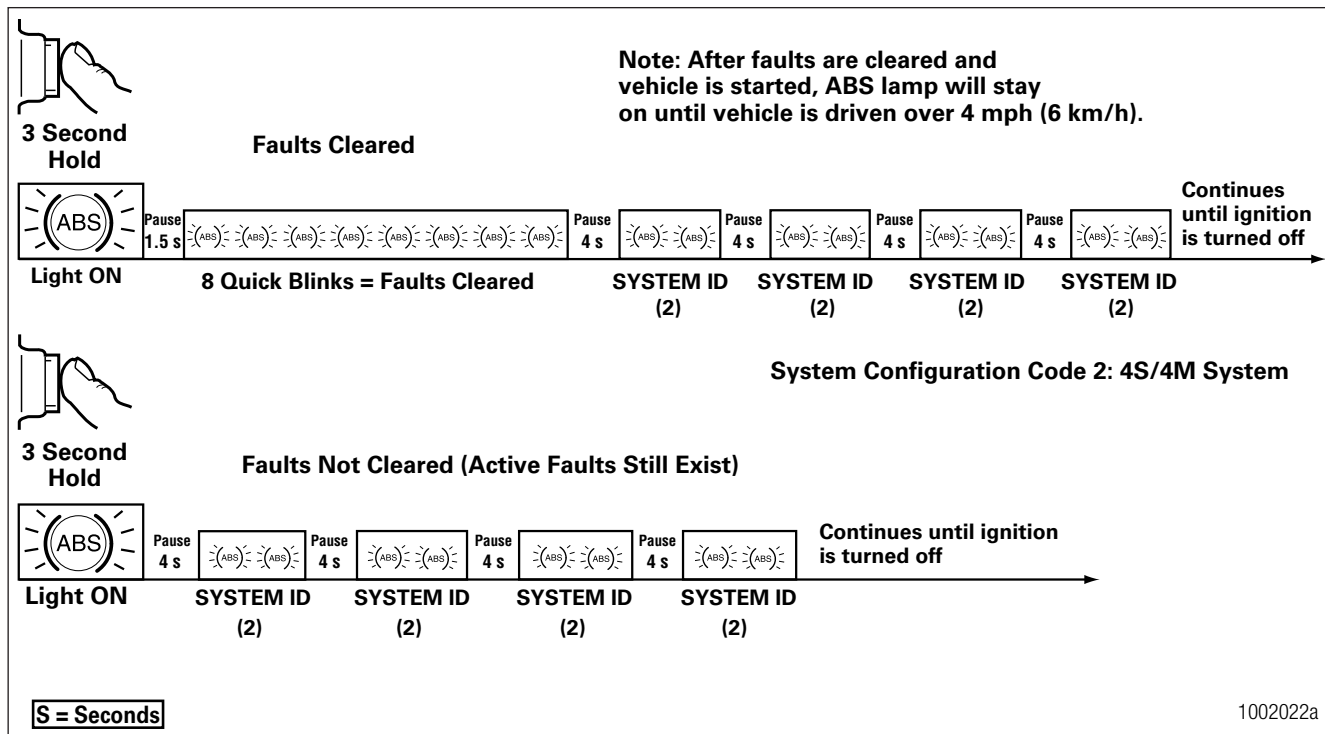 Note: After faults are cleared and
vehicle is started, ABS lamp will stay
on until vehicle is driven over 4 mph (6 km/h).
3 Second
Hold
Faults Cleared
ABS
Light ON
Pause
1.5 s
ABS ABS ABS ABS ABS ABS ABS ABS
8 Quick Blinks = Faults Cleared
Pause
4 s
ABS ABS
SYSTEM ID
(2)
Pause
4 s
ABS ABS
SYSTEM ID
(2)
Pause
4 s
ABS ABS
SYSTEM ID
(2)
Pause
4 s
ABS ABS
SYSTEM ID
(2)
Continues
until ignition
is turned off
System Configuration Code 2: 4S/4M System
3 Second
Hold
Faults Not Cleared (Active Faults Still Exist)
ABS
Light ON
Pause
4 s
ABS ABS
SYSTEM ID
(2)
Pause
4 s
ABS ABS
SYSTEM ID
(2)
Pause
4 s
ABS ABS
SYSTEM ID
(2)
Pause
4 s
ABS ABS
SYSTEM ID
(2)
Continues until ignition
is turned off
S = Seconds
1002022a